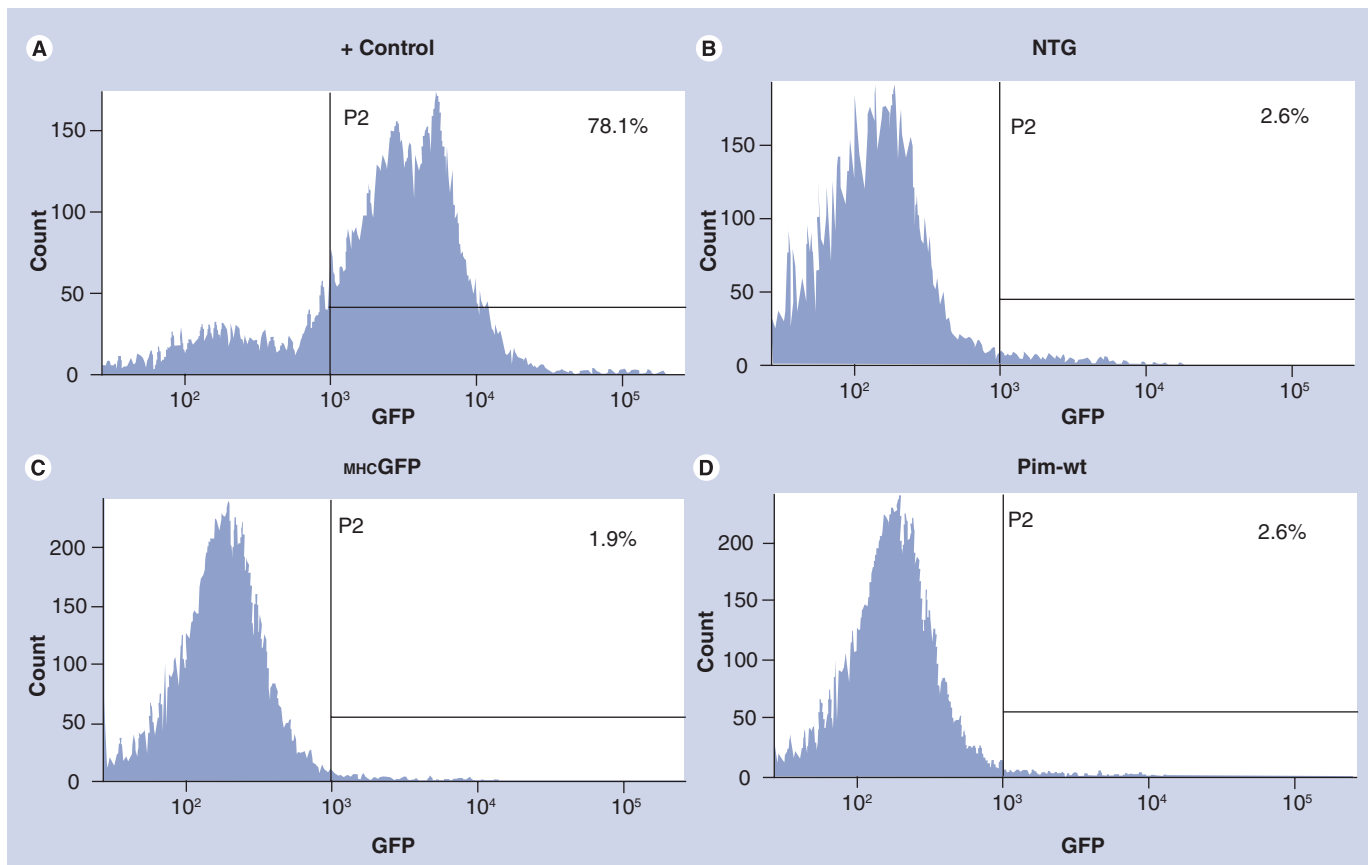 A
+ Control
P2
78.1%
150
100
50
0
Count
10²
10³
10⁴
10⁵
GFP
B
NTG
P2
2.6%
150
100
50
0
Count
10²
10³
10⁴
10⁵
GFP
C
MHCGFP
P2
1.9%
200
150
100
50
0
Count
10²
10³
10⁴
10⁵
GFP
D
Pim-wt
P2
2.6%
200
150
100
50
0
Count
10²
10³
10⁴
10⁵
GFP